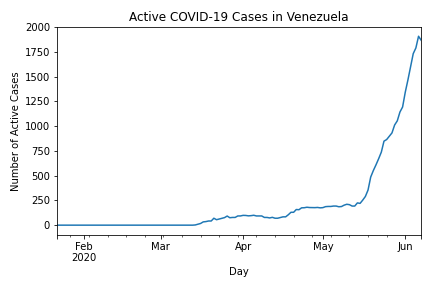 Active COVID-19 Cases in Venezuela
2000
1750
1500
1250
1000
750
500
250
0
Number of Active Cases
Feb
2020
Mar
Apr
May
Jun
Day